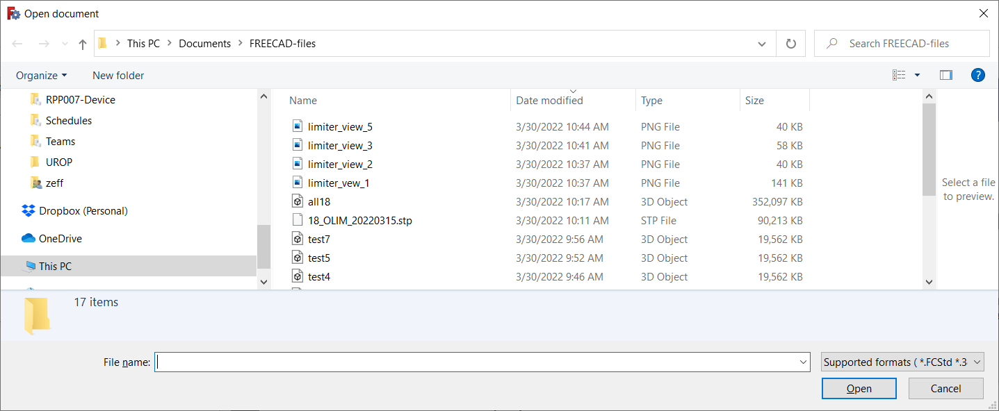 Open document
This PC > Documents > FREECAD-files
Search FREECAD-files
Organize
New folder
?
RPP007-Device
Schedules
Teams
UROP
zeff
Dropbox (Personal)
OneDrive
This PC
Name Date modified Type Size
limiter_view_5 3/30/2022 10:44 AM PNG File 40 KB
limiter_view_3 3/30/2022 10:41 AM PNG File 58 KB
limiter_view_2 3/30/2022 10:37 AM PNG File 40 KB
limiter_vew_1 3/30/2022 10:37 AM PNG File 141 KB
all18 3/30/2022 10:17 AM 3D Object 352,097 KB
18_OLIM_20220315.stp 3/30/2022 10:11 AM STP File 90,213 KB
test7 3/30/2022 9:56 AM 3D Object 19,562 KB
test5 3/30/2022 9:52 AM 3D Object 19,562 KB
test4 3/30/2022 9:46 AM 3D Object 19,562 KB
Select a file
to preview.
17 items
File name:
Supported formats ( *.FCStd *.3
Open
Cancel